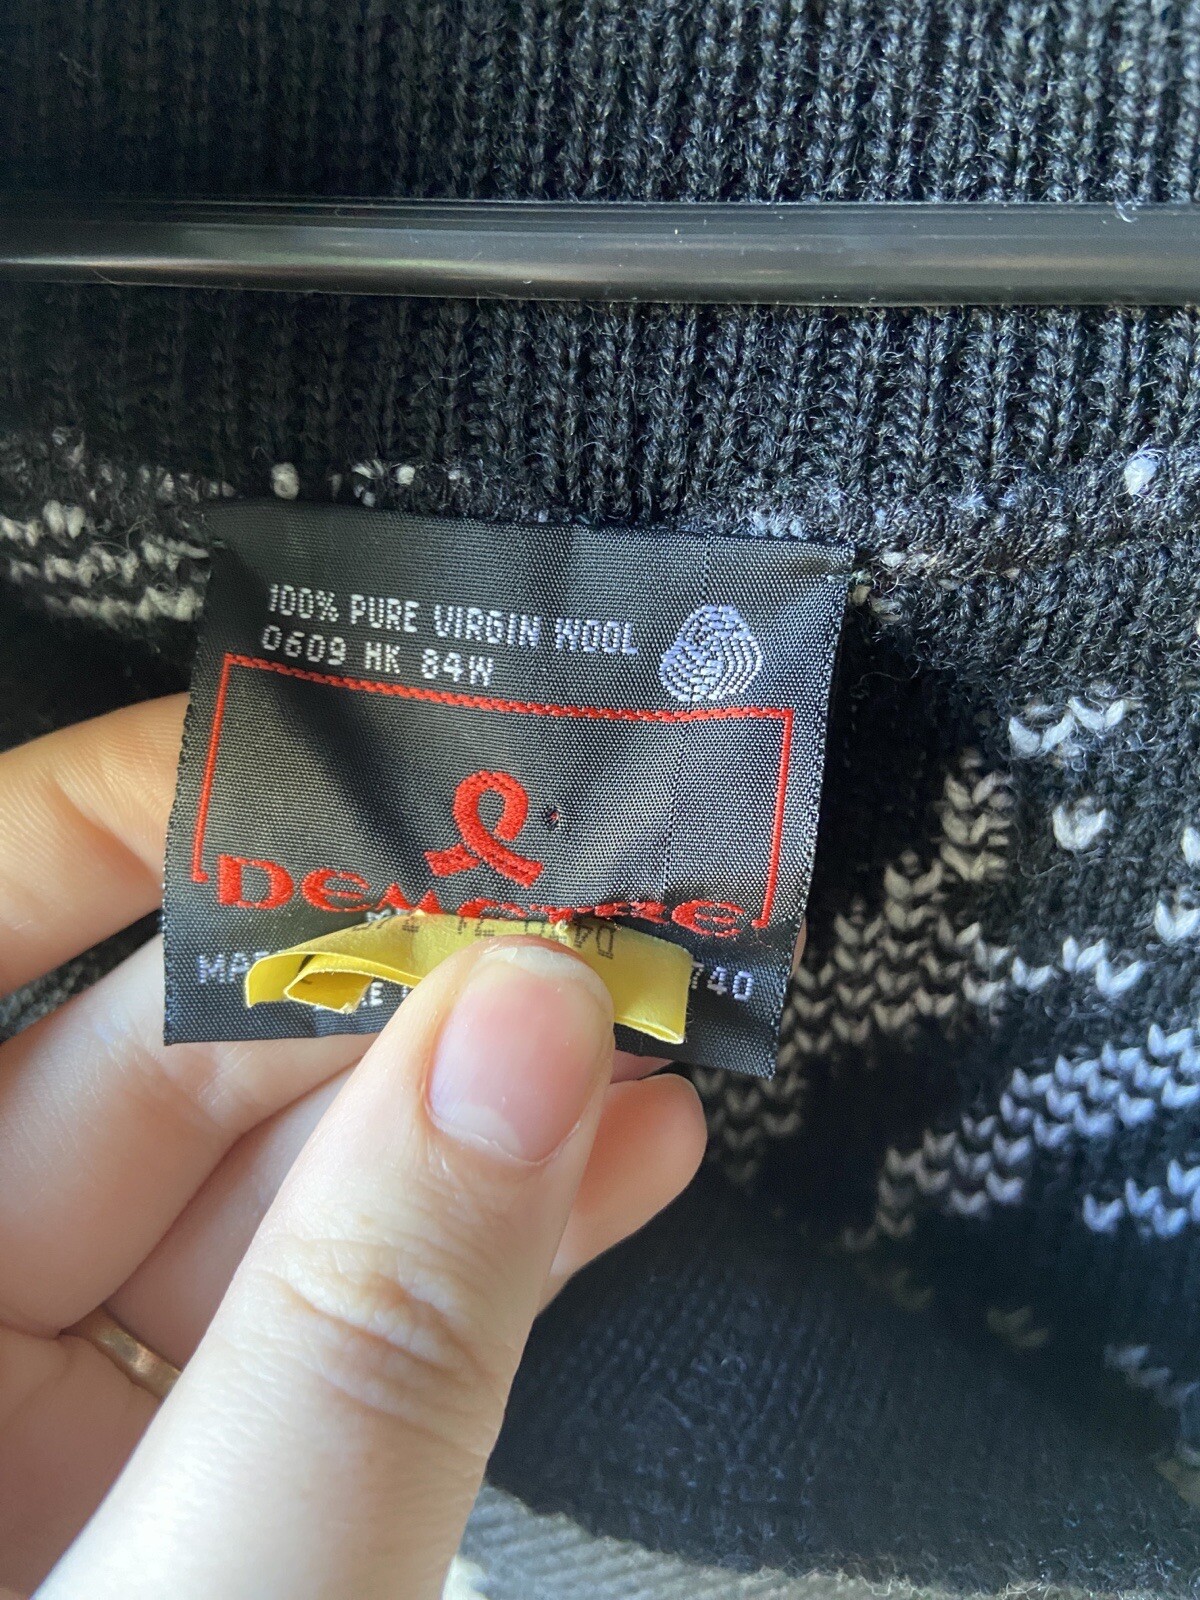 100% PURE VIRGIN WOOL
0609 HK 84W
DEMETRE
740